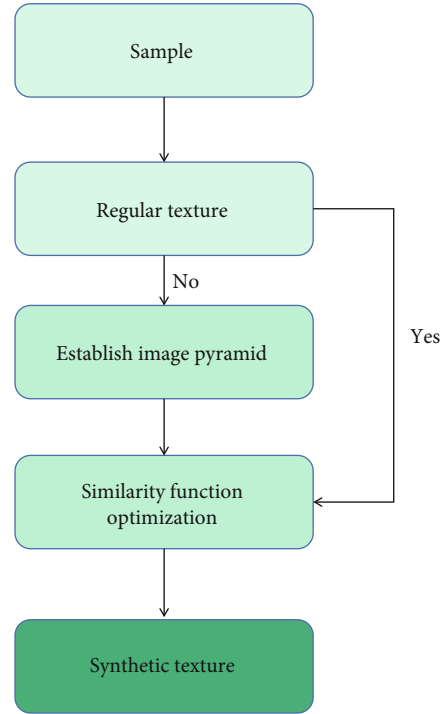 Sample
Regular texture
No
Yes
Establish image pyramid
Similarity function
optimization
Synthetic texture